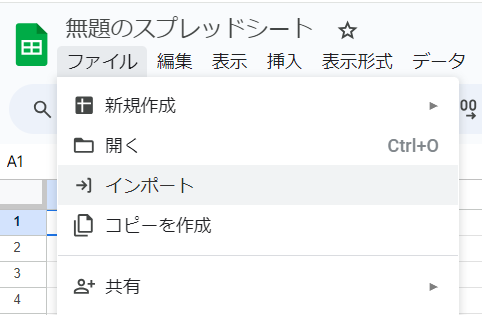 無題のスプレッドシート
ファイル 編集 表示 挿入 表示形式 データ
00
A1
新規作成
開く Ctrl+O
インポート
コピーを作成
共有
1
2
3
4